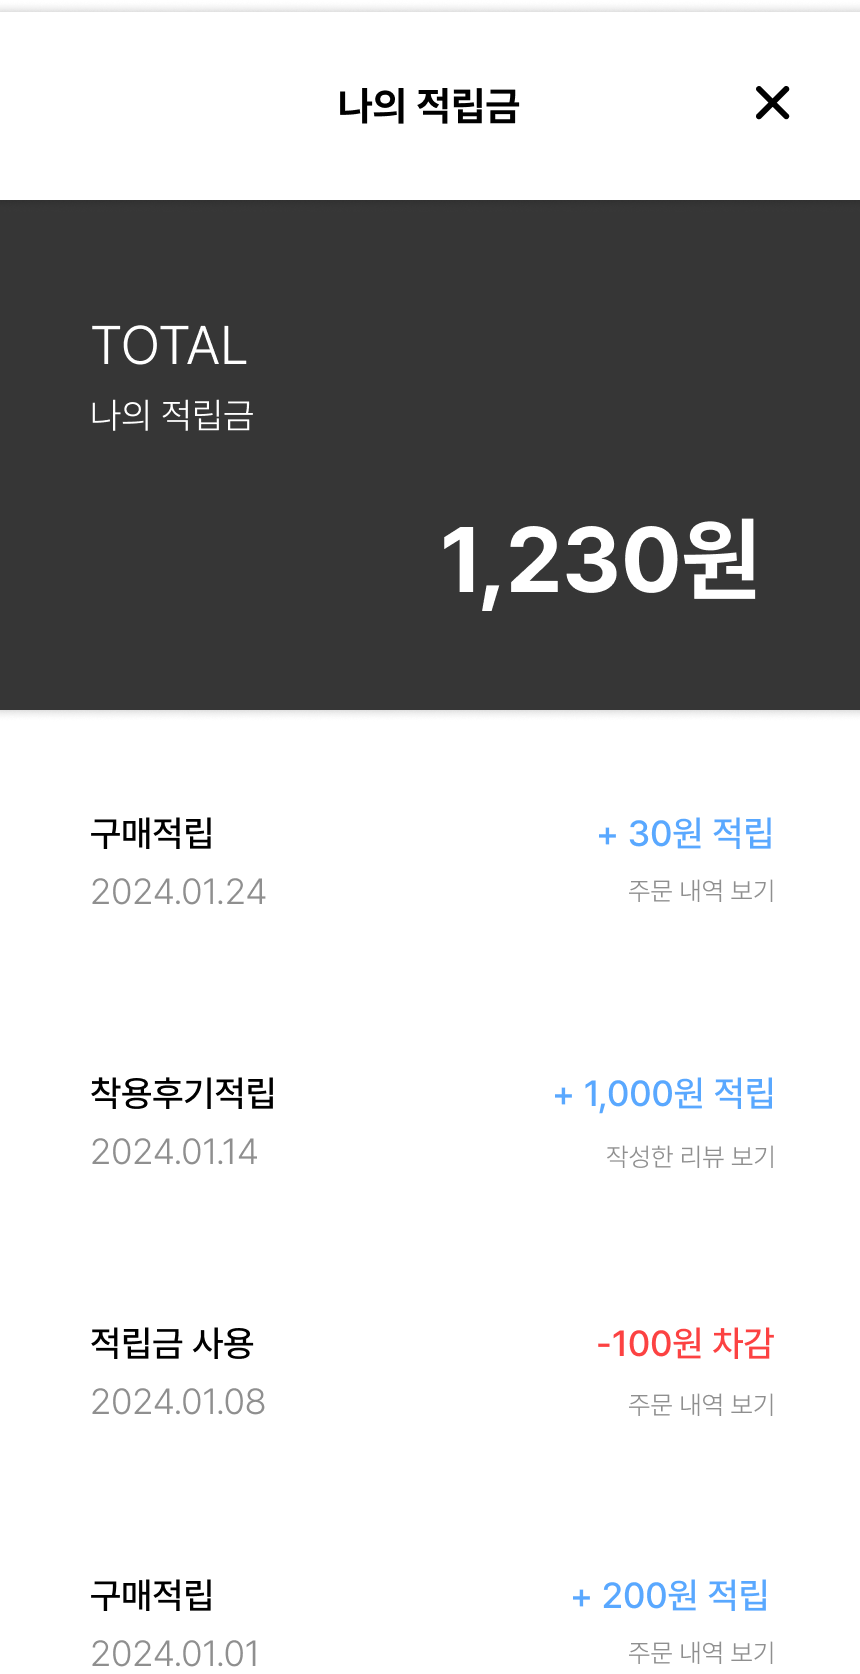 나의 적립금
TOTAL
나의 적립금
1,230원
구매적립
+ 30원 적립
2024.01.24
주문 내역 보기
착용후기적립
+ 1,000원 적립
2024.01.14
작성한 리뷰 보기
적립금 사용
-100원 차감
2024.01.08
주문 내역 보기
구매적립
+ 200원 적립
2024.01.01
주문 내역 보기